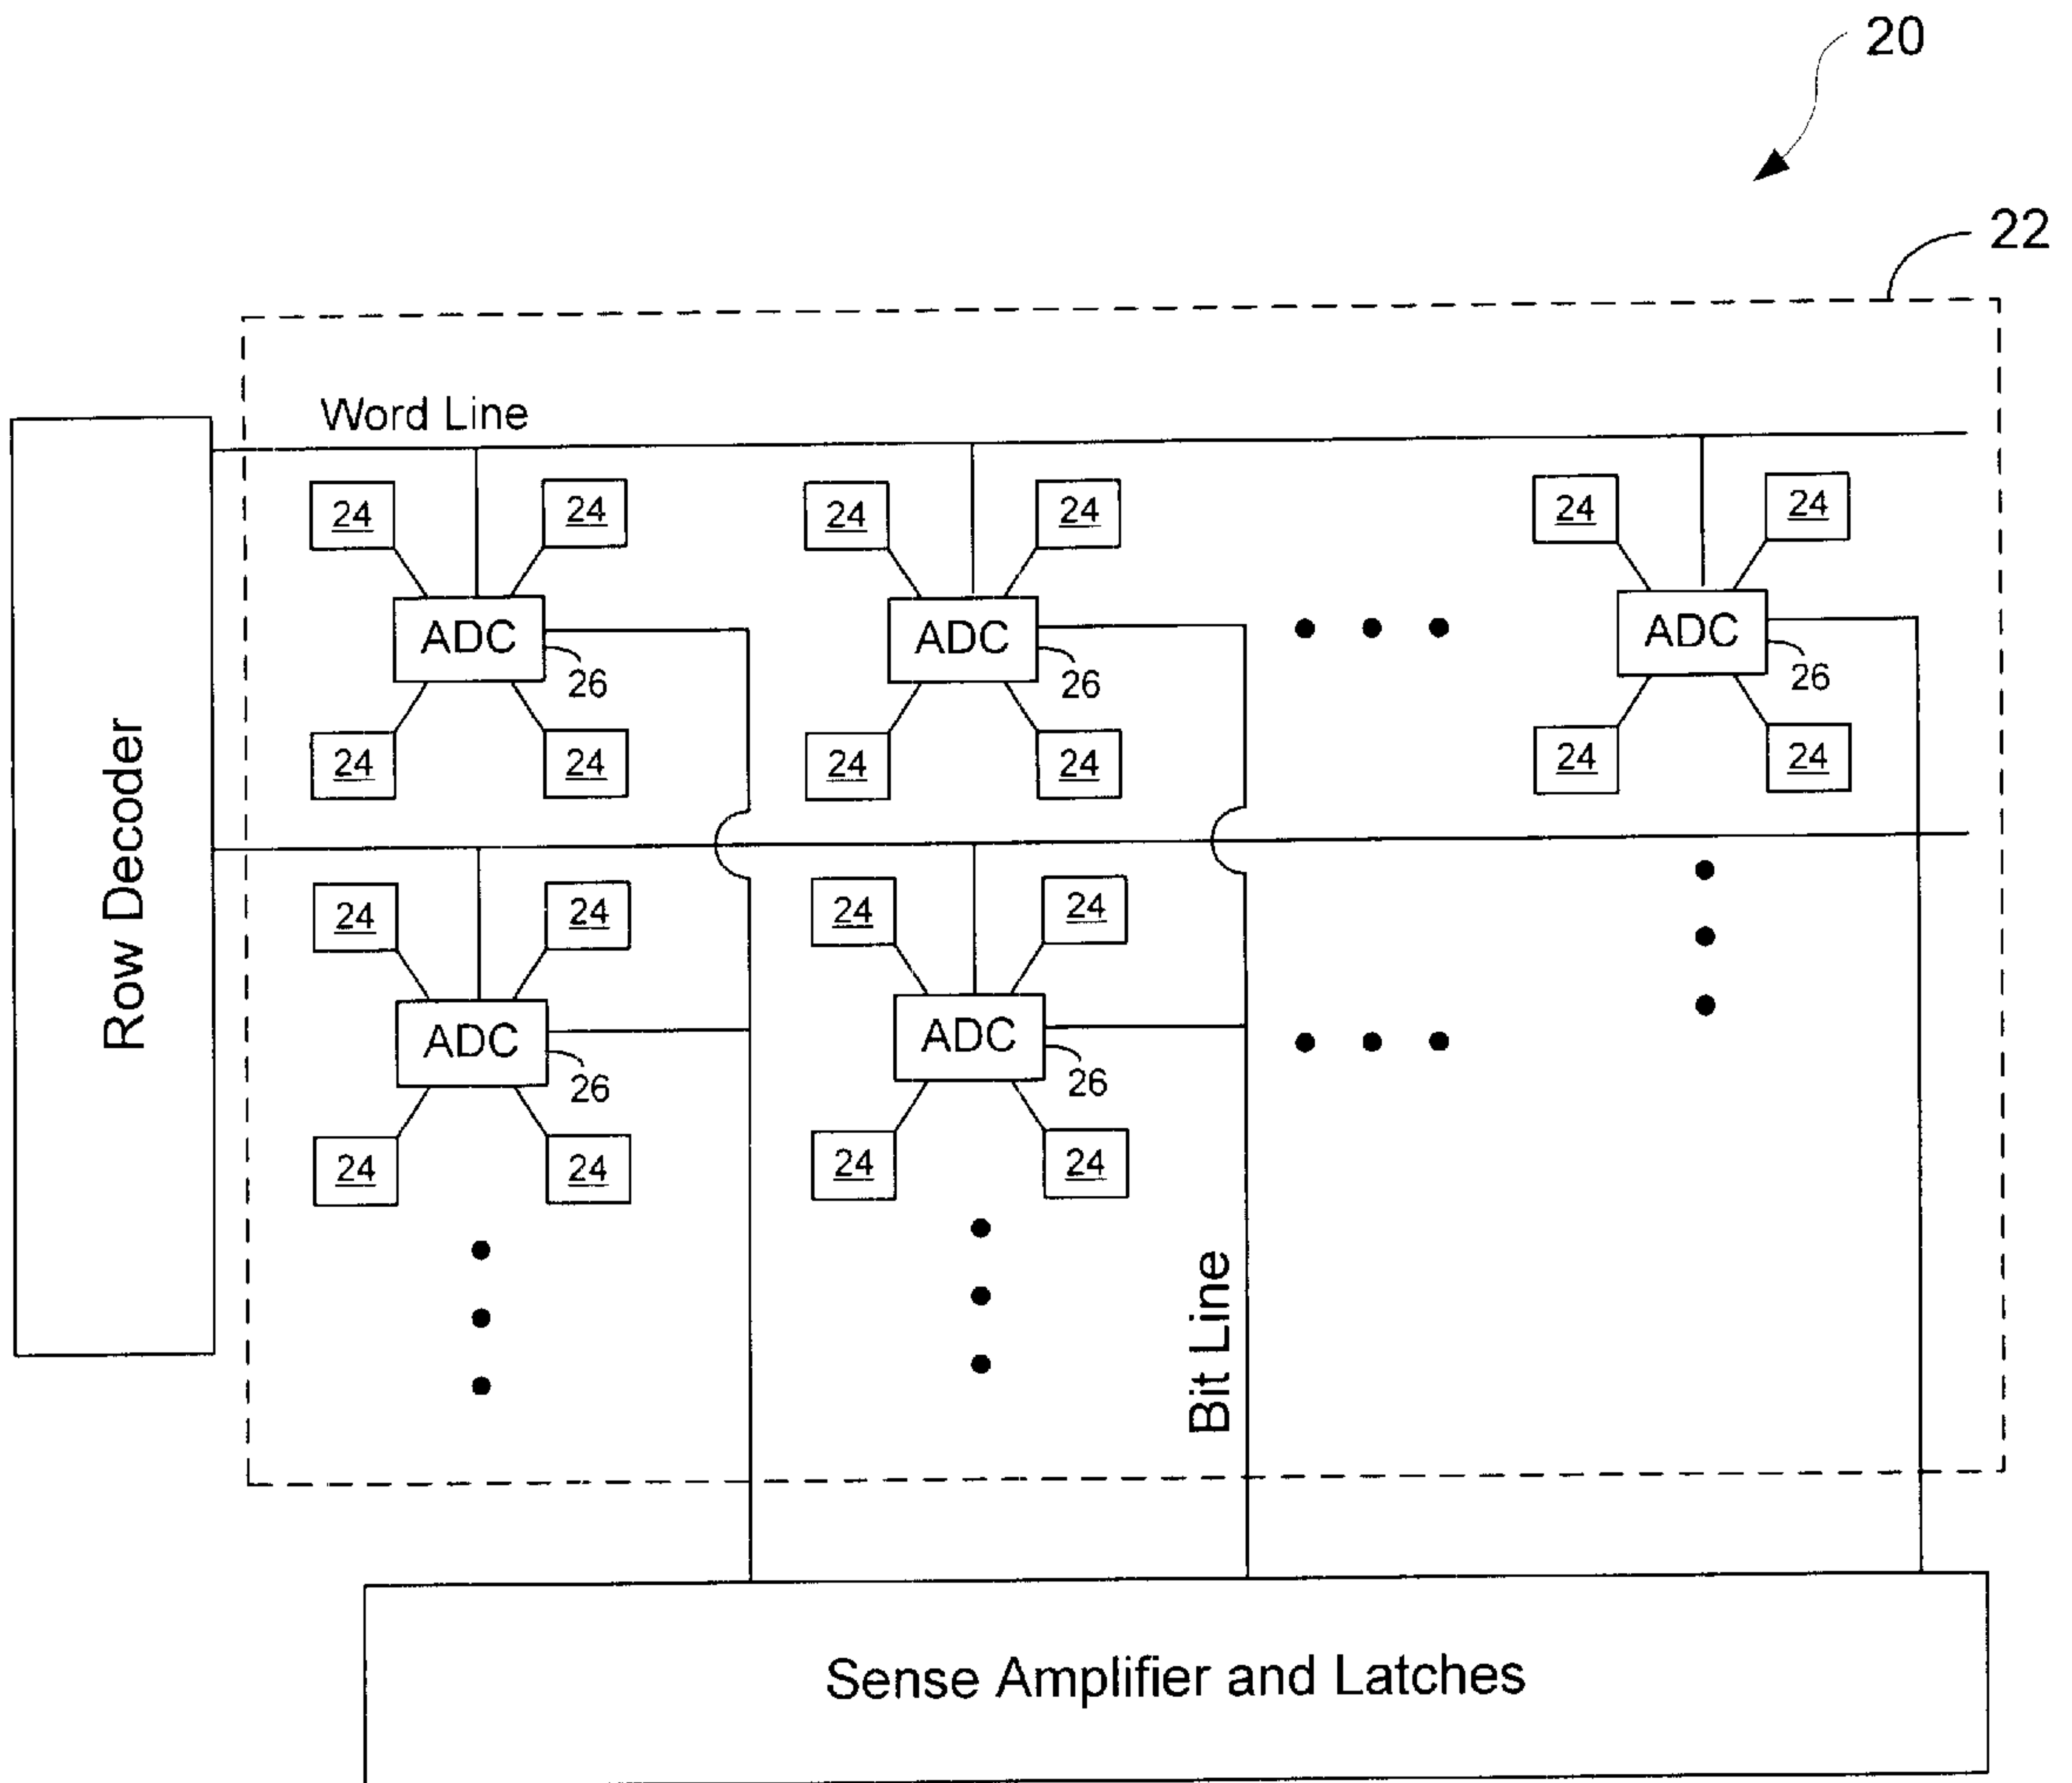 20
22
Word Line
24 24 24 24 24 24
ADC ADC ADC
26 26 26
24 24 24 24 24 24
Row Decoder
24 24 24 24
ADC ADC
26 26
24 24 24 24
Bit Line
Sense Amplifier and Latches